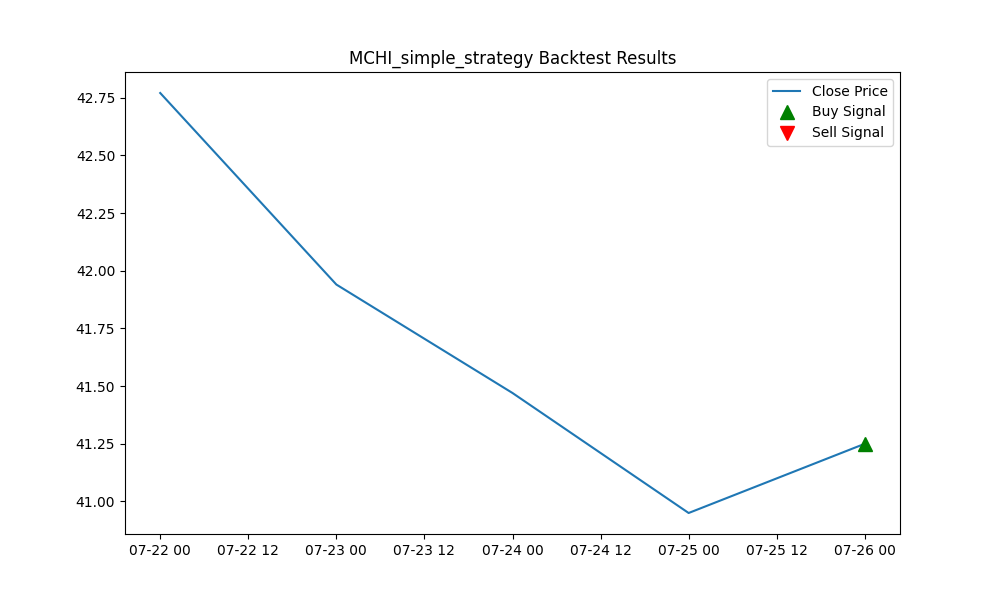 MCHI_simple_strategy Backtest Results
Close Price
Buy Signal
Sell Signal
42.75
42.50
42.25
42.00
41.75
41.50
41.25
41.00
07-22 00 07-22 12 07-23 00 07-23 12 07-24 00 07-24 12 07-25 00 07-25 12 07-26 00